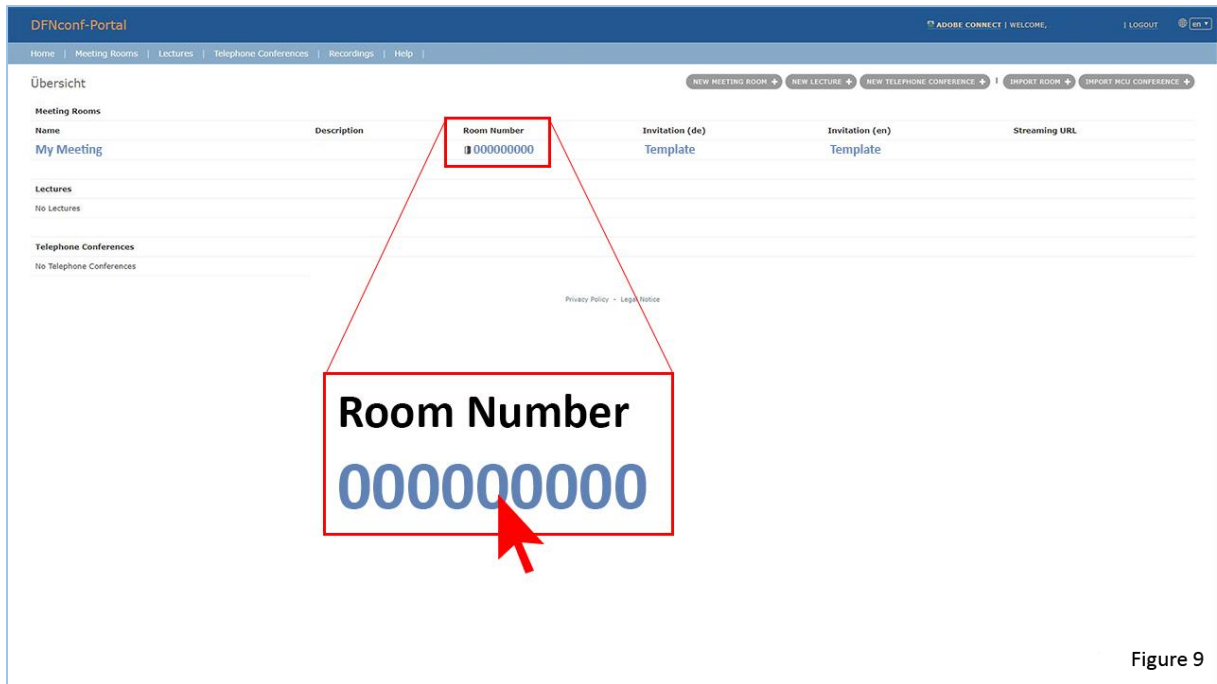 DFNconf-Portal
ADOBE CONNECT | WELCOME, | LOGOUT en
Home | Meeting Rooms | Lectures | Telephone Conferences | Recordings | Help |
Übersicht
NEW MEETING ROOM + NEW LECTURE + NEW TELEPHONE CONFERENCE + | IMPORT ROOM + IMPORT MCU CONFERENCE +
Meeting Rooms
Name Description Room Number Invitation (de) Invitation (en) Streaming URL
My Meeting 000000000 Template Template
Lectures
No Lectures
Telephone Conferences
No Telephone Conferences
Privacy Policy - Legal Notice
Room Number
000000000
Figure 9